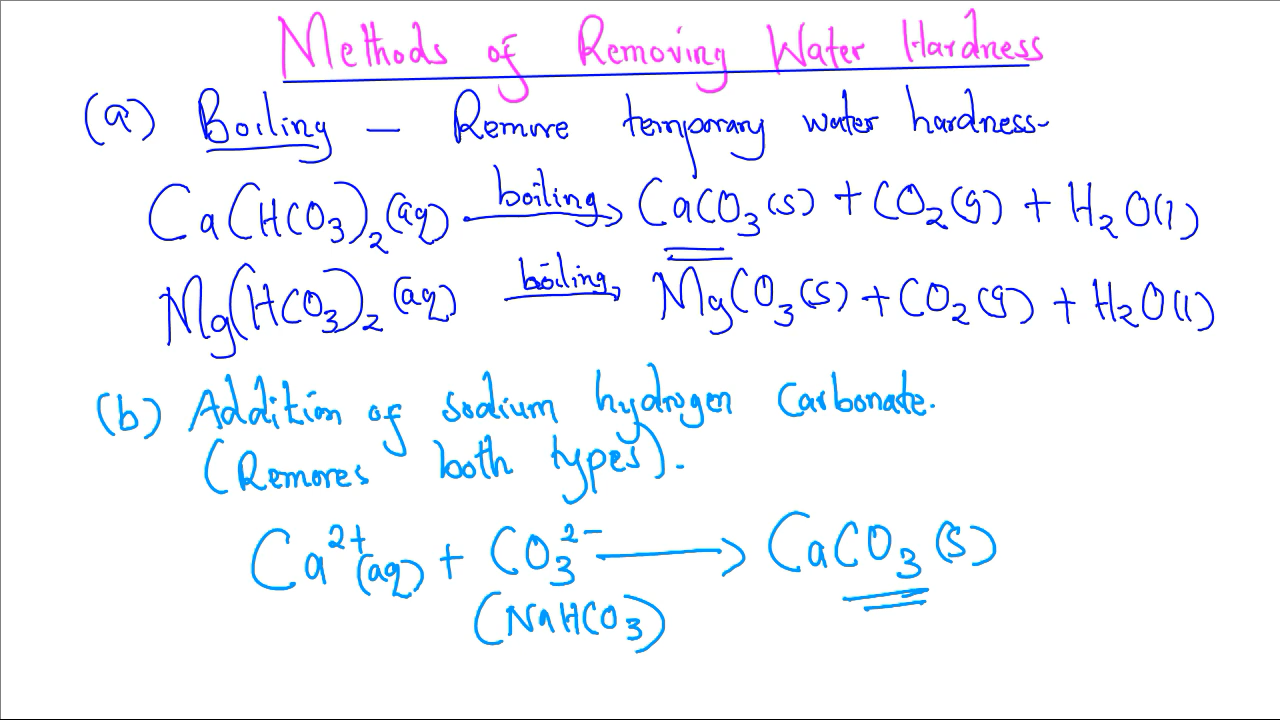 Methods of Removing Water Hardness
(a) Boiling — Remove temporary water hardness.
Ca(HCO₃)₂(aq) boiling→ CaCO₃(s) + CO₂(g) + H₂O(l)
Mg(HCO₃)₂(aq) boiling→ MgCO₃(s) + CO₂(g) + H₂O(l)
(b) Addition of sodium hydrogen carbonate.
(Removes both types).
Ca²⁺(aq) + CO₃²⁻ → CaCO₃(s)
(NaHCO₃)